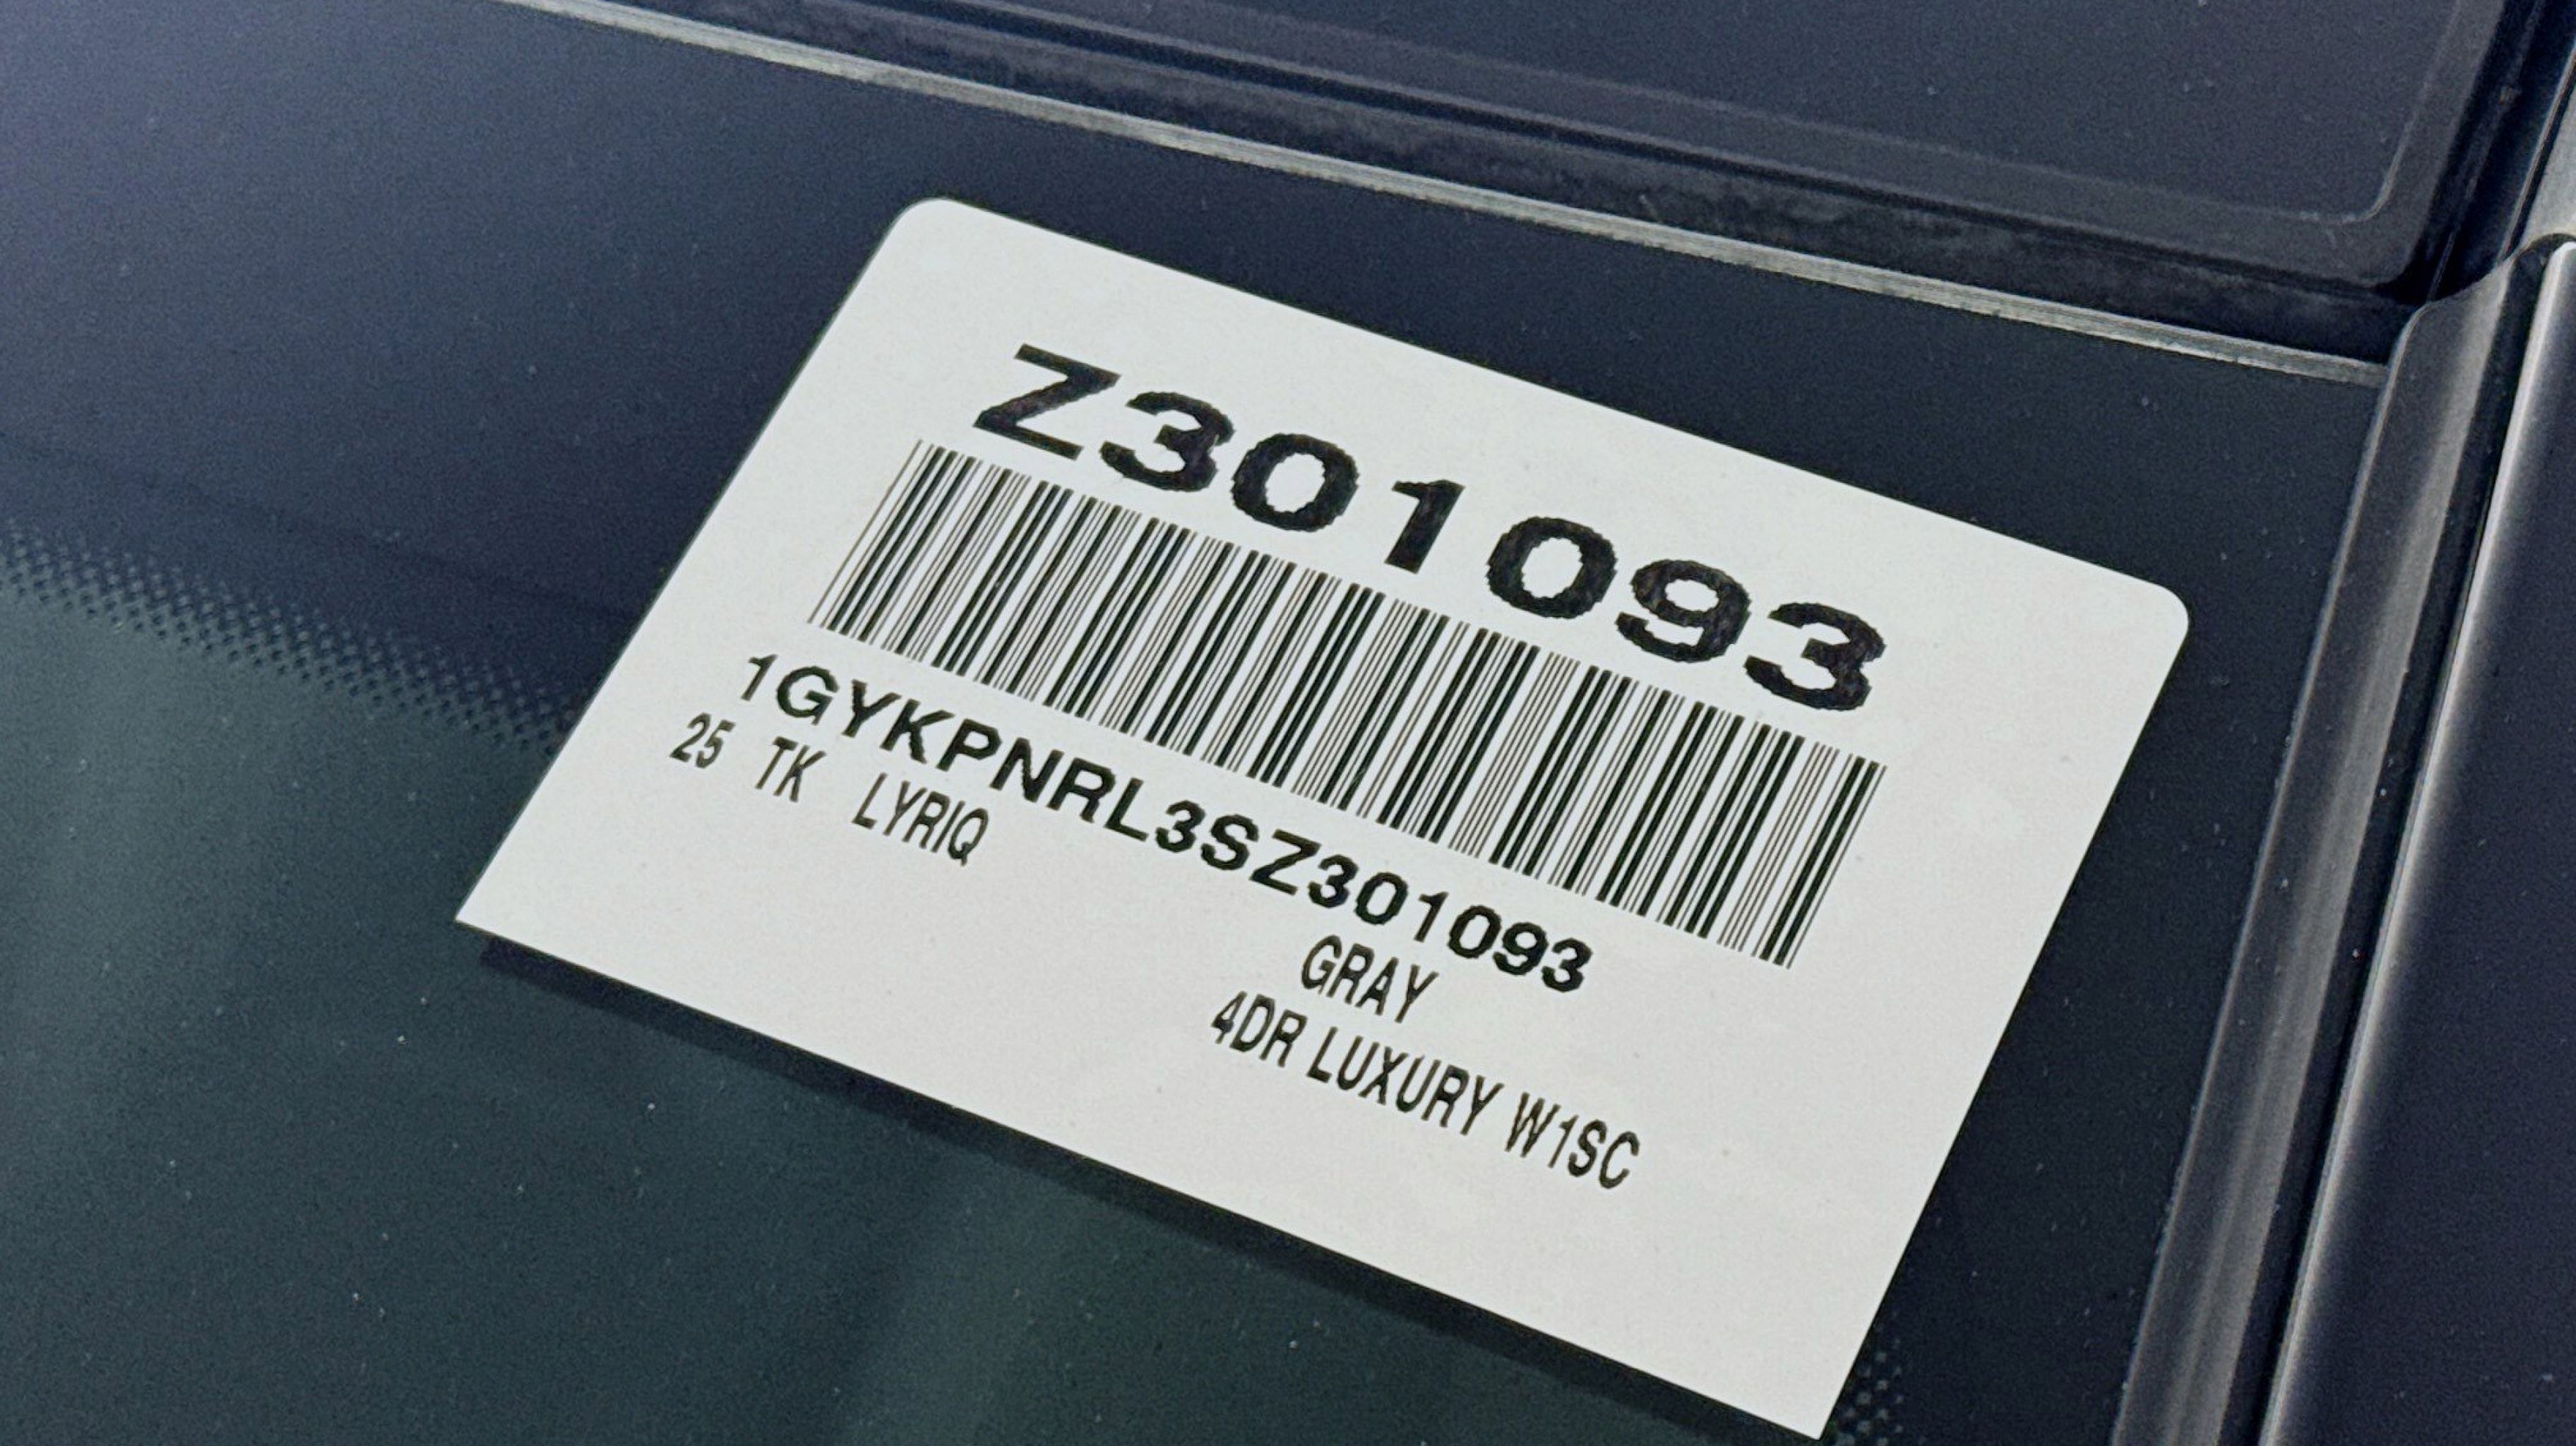 Z301093
1GYKPNRL3SZ301093
25 TK LYRIQ
GRAY
4DR LUXURY W1SC